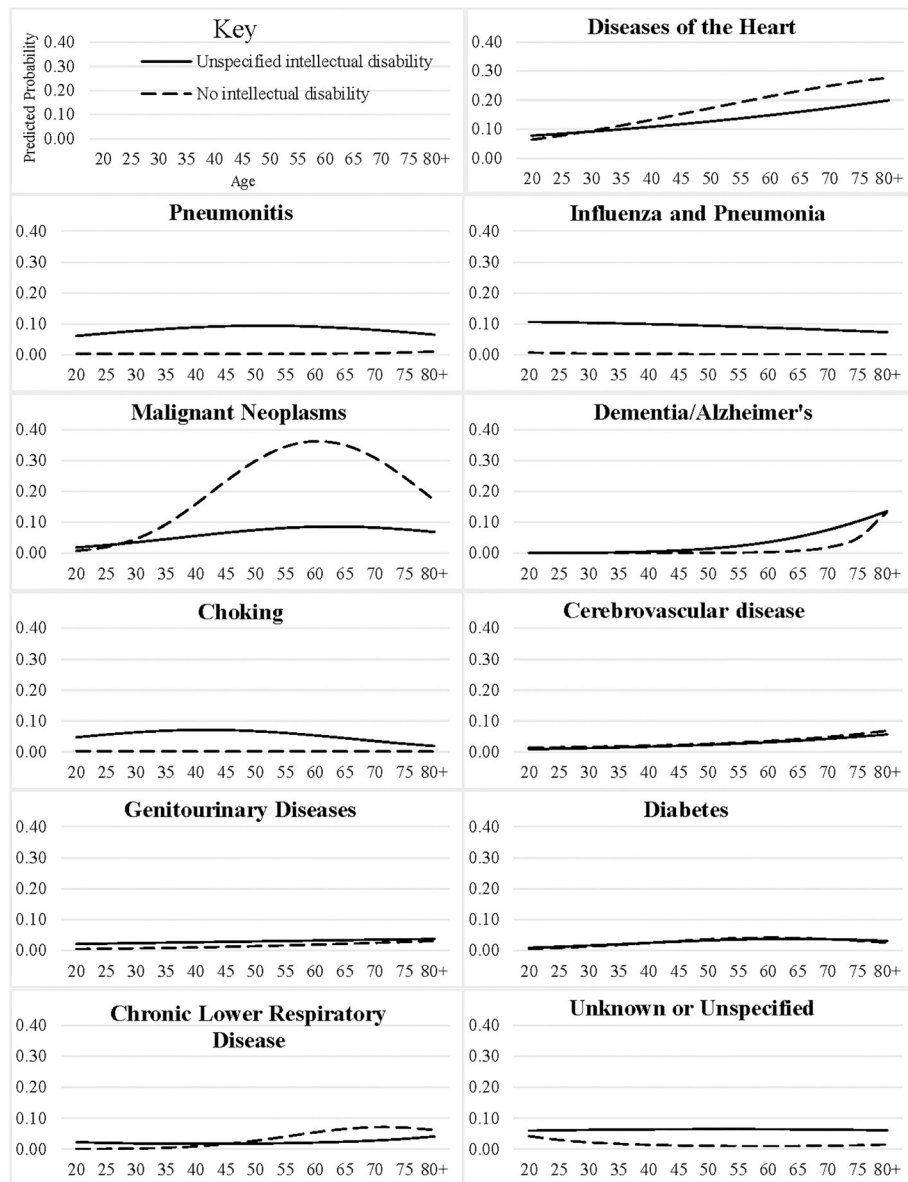 Key
Predicted Probability
0.40
0.30
0.20
0.10
0.00
Unspecified intellectual disability
No intellectual disability
20 25 30 35 40 45 50 55 60 65 70 75 80+
Age
Diseases of the Heart
0.40
0.30
0.20
0.10
0.00
20 25 30 35 40 45 50 55 60 65 70 75 80+
Pneumonitis
0.40
0.30
0.20
0.10
0.00
20 25 30 35 40 45 50 55 60 65 70 75 80+
Influenza and Pneumonia
0.40
0.30
0.20
0.10
0.00
20 25 30 35 40 45 50 55 60 65 70 75 80+
Malignant Neoplasms
0.40
0.30
0.20
0.10
0.00
20 25 30 35 40 45 50 55 60 65 70 75 80+
Dementia/Alzheimer's
0.40
0.30
0.20
0.10
0.00
20 25 30 35 40 45 50 55 60 65 70 75 80+
Choking
0.40
0.30
0.20
0.10
0.00
20 25 30 35 40 45 50 55 60 65 70 75 80+
Cerebrovascular disease
0.40
0.30
0.20
0.10
0.00
20 25 30 35 40 45 50 55 60 65 70 75 80+
Genitourinary Diseases
0.40
0.30
0.20
0.10
0.00
20 25 30 35 40 45 50 55 60 65 70 75 80+
Diabetes
0.40
0.30
0.20
0.10
0.00
20 25 30 35 40 45 50 55 60 65 70 75 80+
Chronic Lower Respiratory
Disease
0.40
0.30
0.20
0.10
0.00
20 25 30 35 40 45 50 55 60 65 70 75 80+
Unknown or Unspecified
0.40
0.30
0.20
0.10
0.00
20 25 30 35 40 45 50 55 60 65 70 75 80+